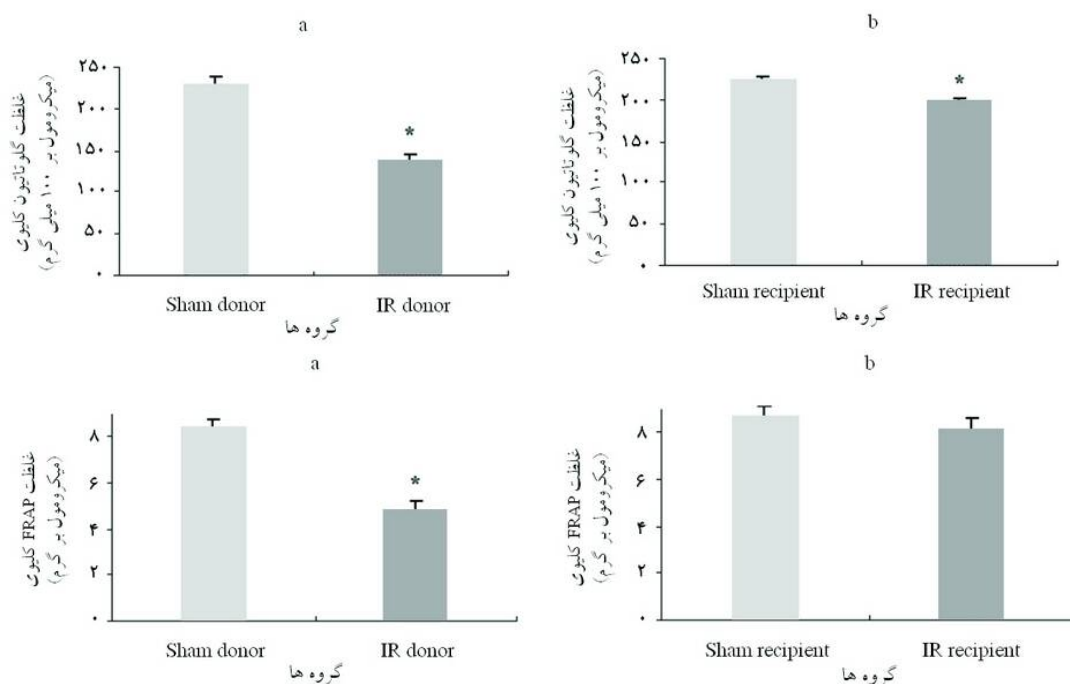 a
غلظت گلوتاتیون کلیوی
(میکرومول بر ۱۰۰ میلی گرم)
۲۵۰
۲۰۰
۱۵۰
۱۰۰
۵۰
۰
*
Sham donor IR donor
گروه ها
b
غلظت گلوتاتیون کلیوی
(میکرومول بر ۱۰۰ میلی گرم)
۲۵۰
۲۰۰
۱۵۰
۱۰۰
۵۰
۰
*
Sham recipient IR recipient
گروه ها
a
غلظت FRAP کلیوی
(میکرومول بر گرم)
۸
۶
۴
۲
۰
*
Sham donor IR donor
گروه ها
b
غلظت FRAP کلیوی
(میکرومول بر گرم)
۸
۶
۴
۲
۰
Sham recipient IR recipient
گروه ها